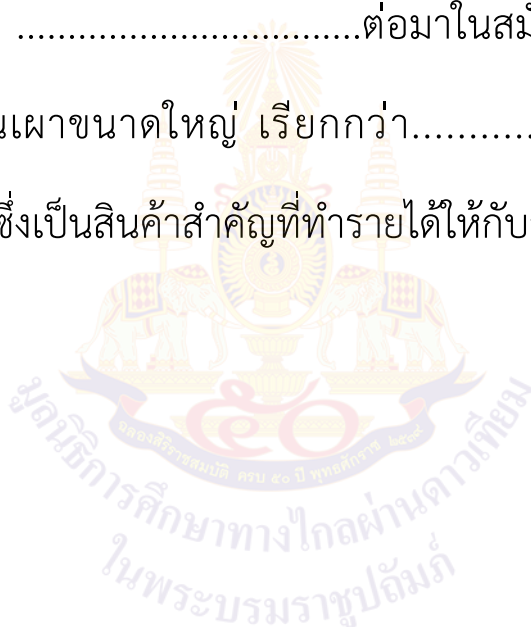 .................................ต่อมาในสมั
นเผาขนาดใหญ่ เรียกกว่า............
ซึ่งเป็นสินค้าสำคัญที่ทำรายได้ให้กับ
๕๐
ฉลองสิริราชสมบัติ ครบ ๕๐ ปี พุทธศักราช ๒๕๓๙
มูลนิธิการศึกษาทางไกลผ่านดาวเทียม
ในพระบรมราชูปถัมภ์